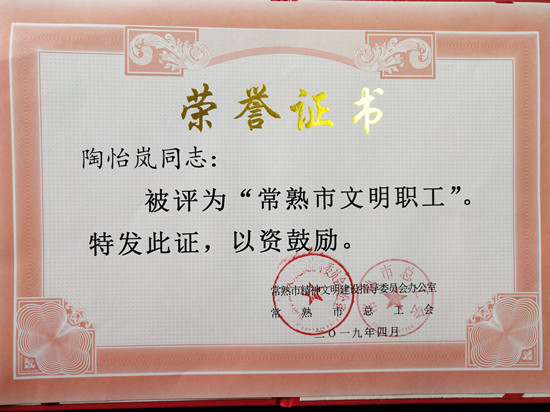 荣誉证书
陶怡岚同志：
被评为“常熟市文明职工”。
特发此证，以资鼓励。
常熟市精神文明建设指导委员会办公室
常熟市总工会
二〇一九年四月